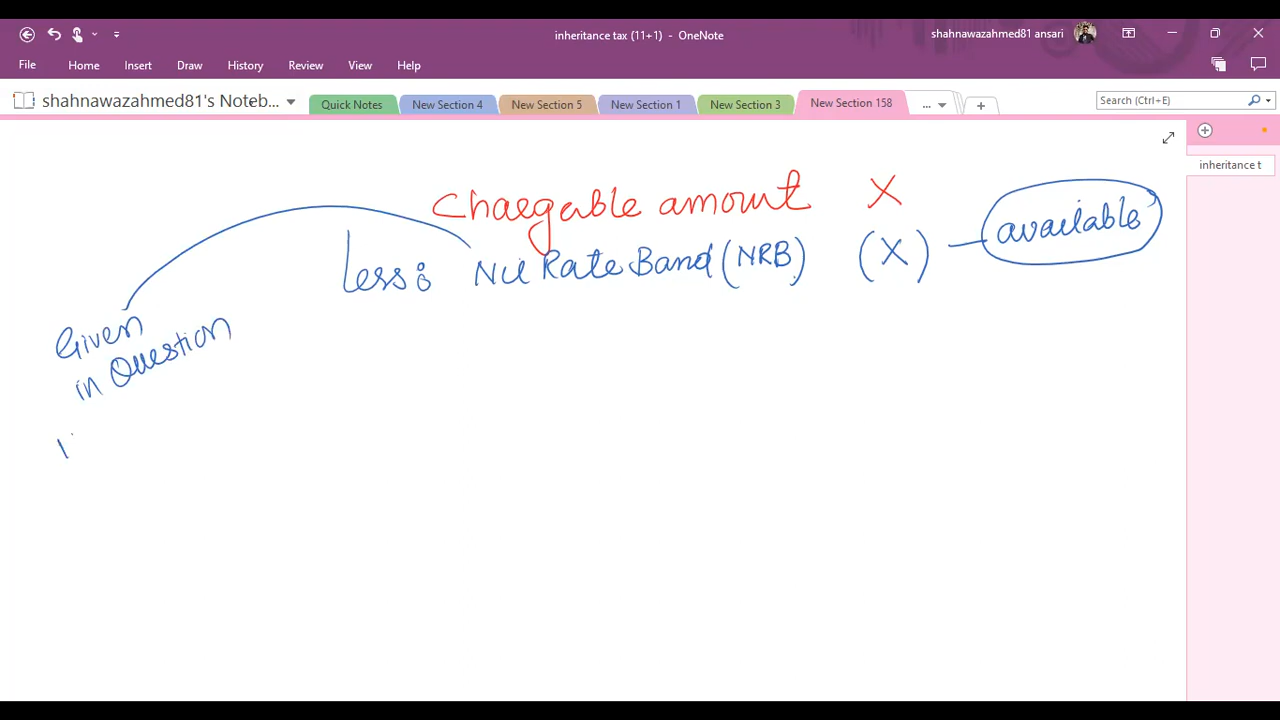 inheritance tax (11+1) - OneNote
shahnawazahmed81 ansari
File Home Insert Draw History Review View Help
shahnawazahmed81's Noteb...
Quick Notes New Section 4 New Section 5 New Section 1 New Section 3 New Section 158 ...
Search (Ctrl+E)
inheritance t
Chargeable amount X
less: Nil Rate Band (NRB) (X) — available
Given
in Question